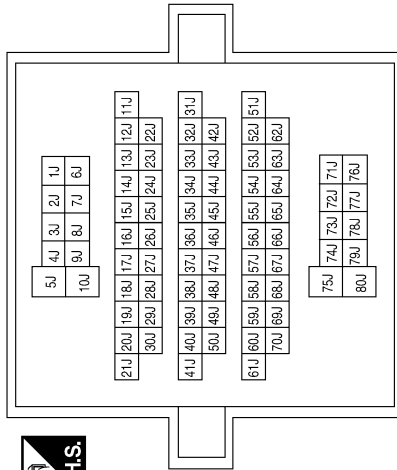 H.S.
5J 4J 3J 2J 1J
10J 9J 8J 7J 6J
21J 20J 19J 18J 17J 16J 15J 14J 13J 12J 11J
30J 29J 28J 27J 26J 25J 24J 23J 22J
41J 40J 39J 38J 37J 36J 35J 34J 33J 32J 31J
50J 49J 48J 47J 46J 45J 44J 43J 42J
61J 60J 59J 58J 57J 56J 55J 54J 53J 52J 51J
70J 69J 68J 67J 66J 65J 64J 63J 62J
75J 74J 73J 72J 71J
80J 79J 78J 77J 76J